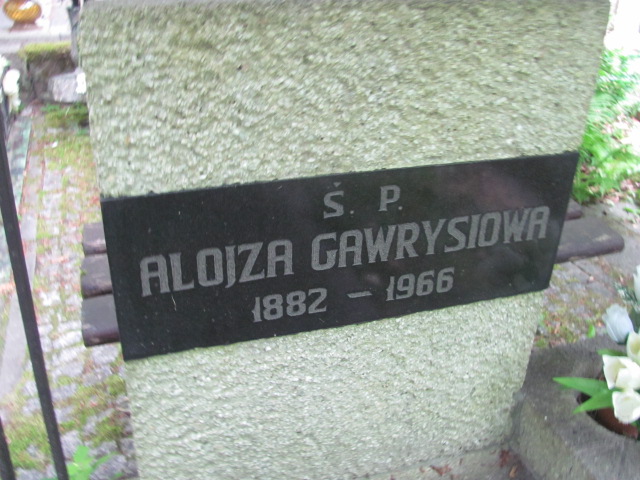 Ś. P.
ALOJZA GAWRYSIOWA
1882 – 1966